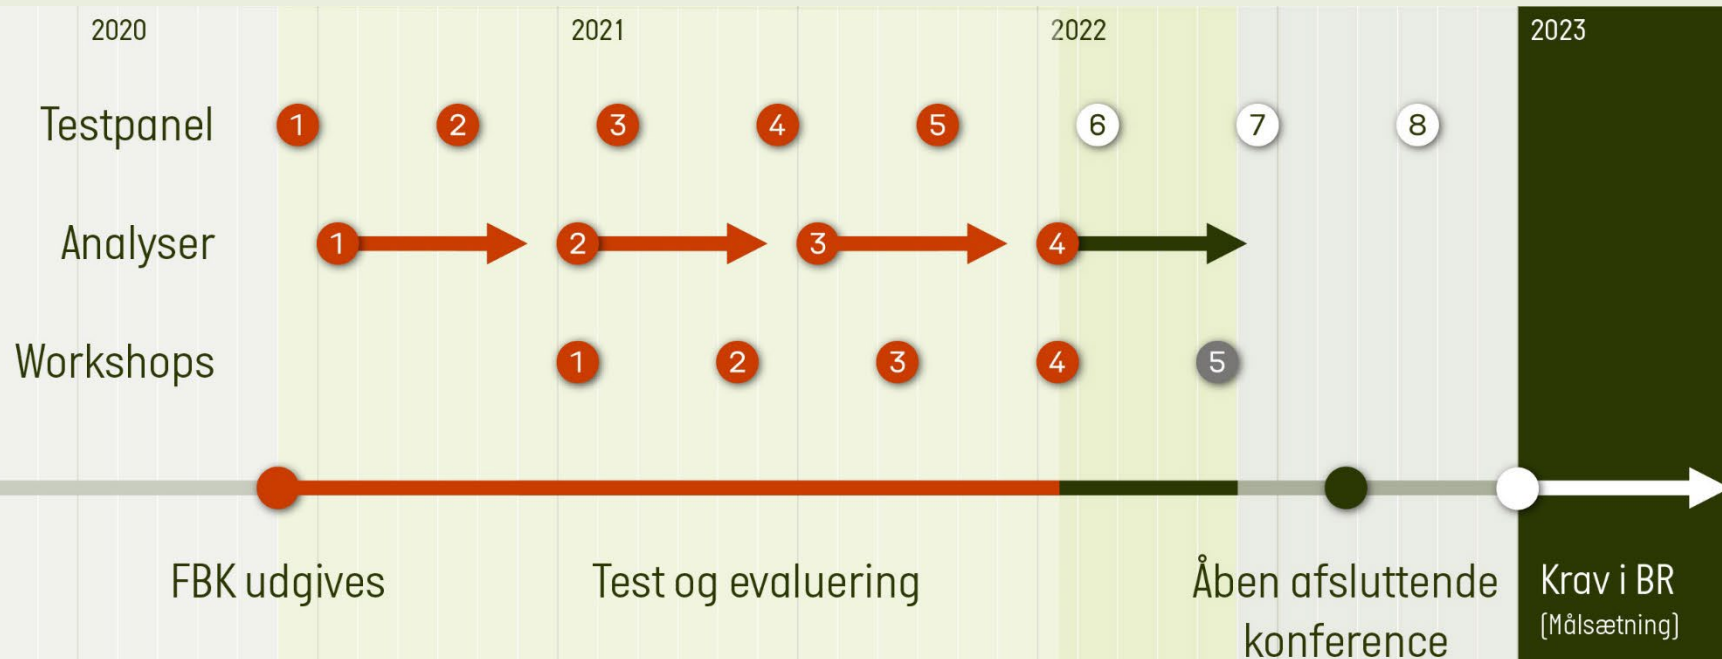 2020 2021 2022 2023
Testpanel 1 2 3 4 5 6 7 8
Analyser 1 2 3 4
Workshops 1 2 3 4 5
FBK udgives Test og evaluering Åben afsluttende Krav i BR
konference (Målsætning)